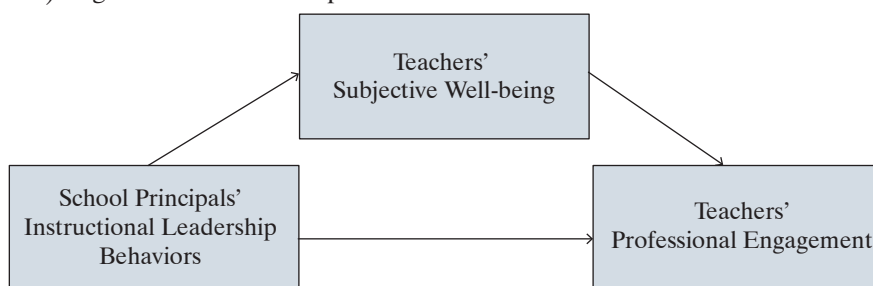 Teachers’
Subjective Well-being
School Principals’
Instructional Leadership
Behaviors
Teachers’
Professional Engagement